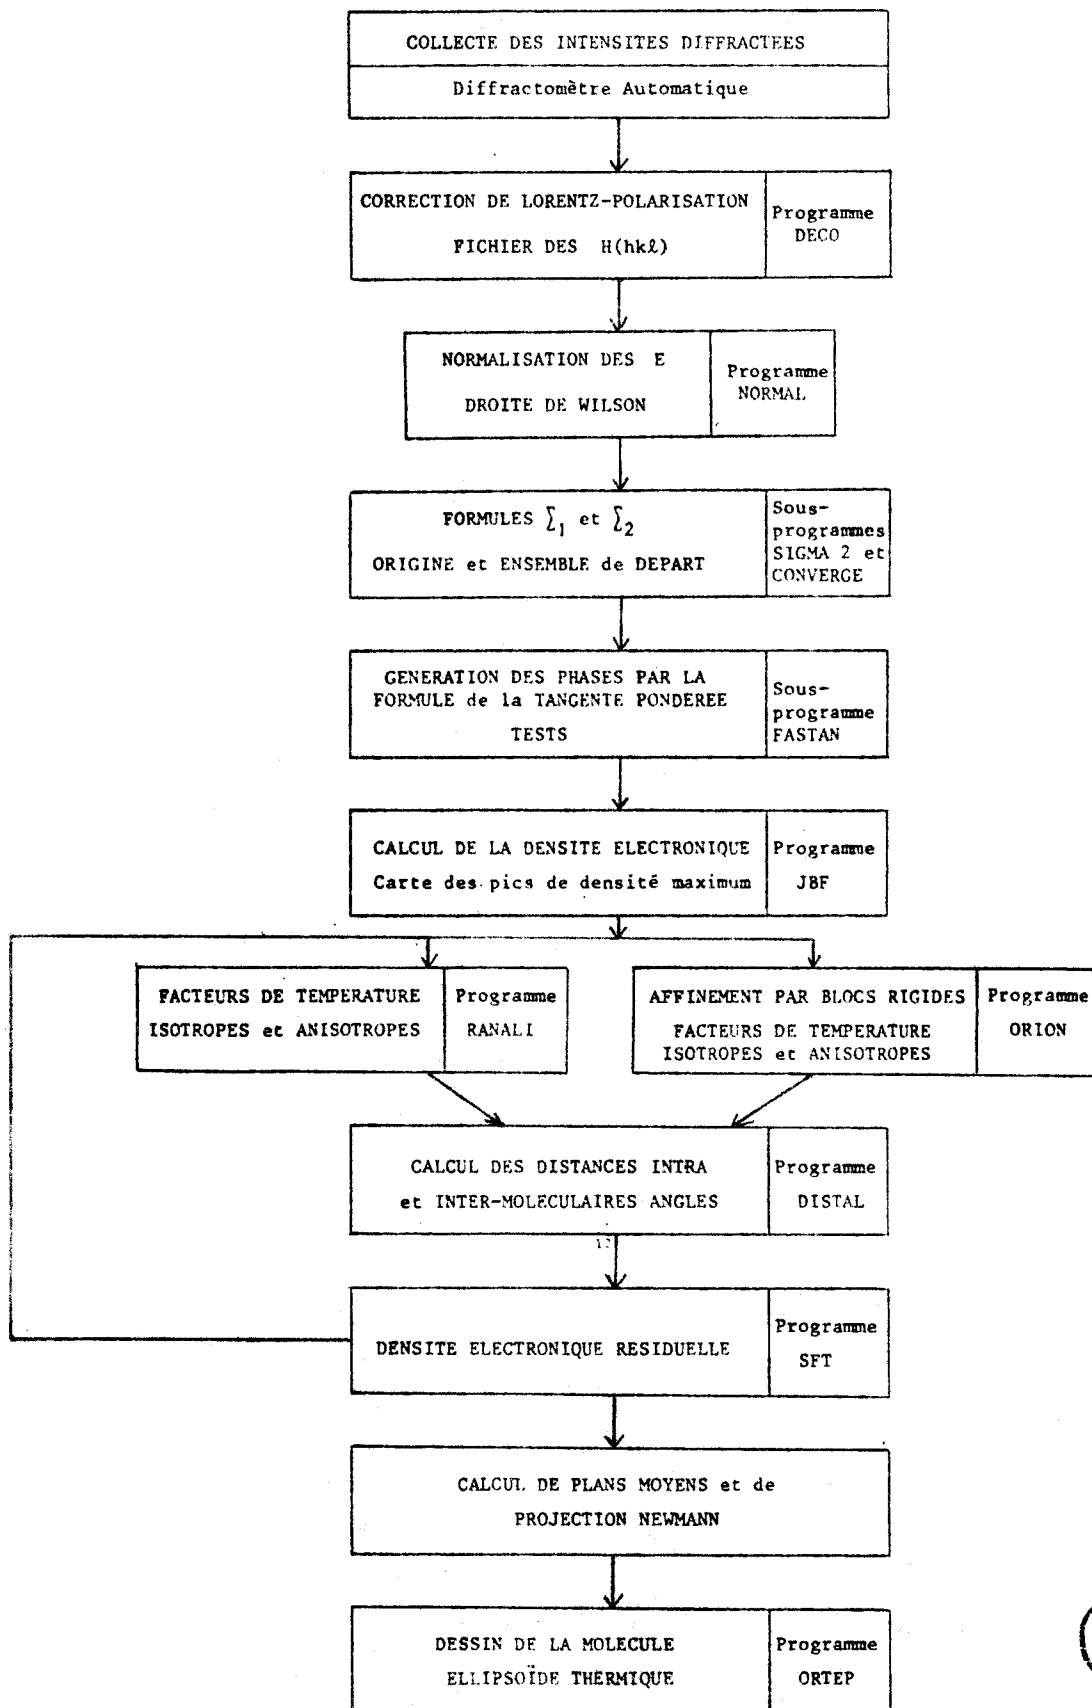 COLLECTE DES INTENSITES DIFFRACTEES
Diffractomètre Automatique
CORRECTION DE LORENTZ-POLARISATION
FICHIER DES H(hkℓ)
Programme
DECO
NORMALISATION DES E
DROITE DE WILSON
Programme
NORMAL
FORMULES ∑1 et ∑2
ORIGINE et ENSEMBLE de DEPART
Sous-
programmes
SIGMA 2 et
CONVERGE
GENERATION DES PHASES PAR LA
FORMULE de la TANGENTE PONDEREE
TESTS
Sous-
programme
FASTAN
CALCUL DE LA DENSITE ELECTRONIQUE
Carte des pics de densité maximum
Programme
JBF
FACTEURS DE TEMPERATURE
ISOTROPES et ANISOTROPES
Programme
RANALI
AFFINEMENT PAR BLOCS RIGIDES
FACTEURS DE TEMPERATURE
ISOTROPES et ANISOTROPES
Programme
ORION
CALCUL DES DISTANCES INTRA
et INTER-MOLECULAIRES ANGLES
Programme
DISTAL
DENSITE ELECTRONIQUE RESIDUELLE
Programme
SFT
CALCUL DE PLANS MOYENS et de
PROJECTION NEWMANN
DESSIN DE LA MOLECULE
ELLIPSOÏDE THERMIQUE
Programme
ORTEP